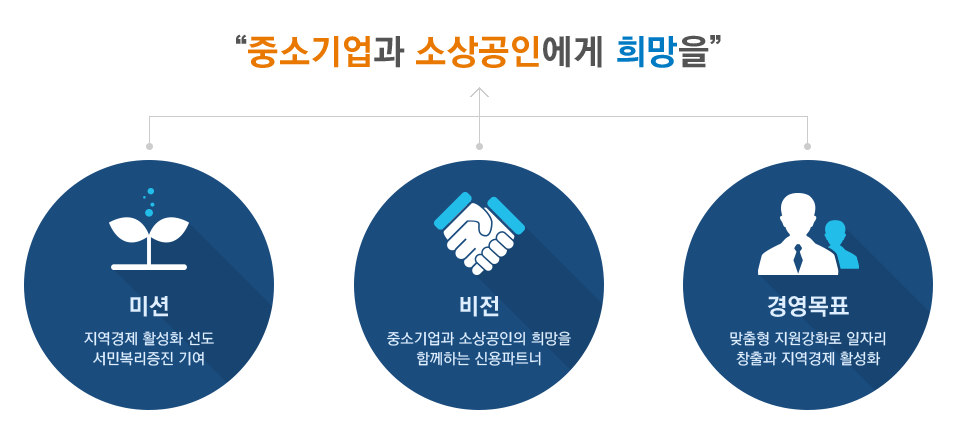 “중소기업과 소상공인에게 희망을”
미션
지역경제 활성화 선도
서민복리증진 기여
비전
중소기업과 소상공인의 희망을
함께하는 신용파트너
경영목표
맞춤형 지원강화로 일자리
창출과 지역경제 활성화